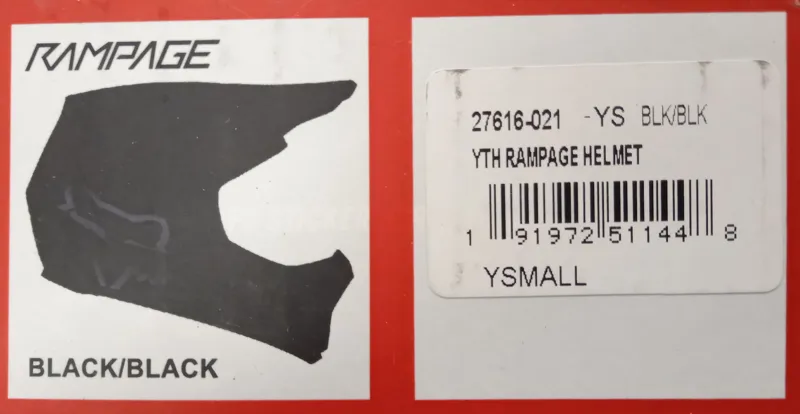 RAMPAGE
BLACK/BLACK
27616-021 -YS BLK/BLK
YTH RAMPAGE HELMET
1 91972 51144 8
YSMALL